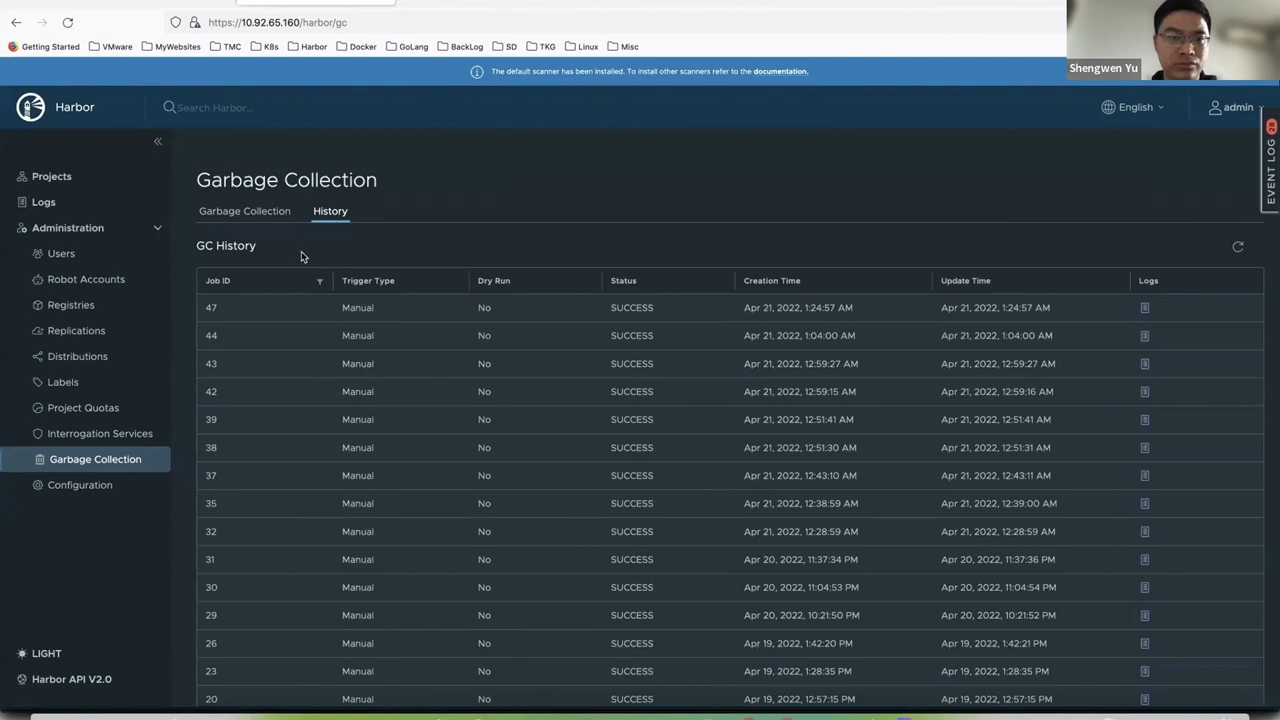 https://10.92.65.160/harbor/gc
Getting Started VMware MyWebsites TMC K8s Harbor Docker GoLang BackLog SD TKG Linux Misc
Shengwen Yu
The default scanner has been installed. To install other scanners refer to the documentation.
Harbor Search Harbor... English admin
EVENT LOG 28
Projects
Logs
Administration
Users
Robot Accounts
Registries
Replications
Distributions
Labels
Project Quotas
Interrogation Services
Garbage Collection
Configuration
LIGHT
Harbor API V2.0
Garbage Collection
Garbage Collection History
GC History
Job ID Trigger Type Dry Run Status Creation Time Update Time Logs
47 Manual No SUCCESS Apr 21, 2022, 1:24:57 AM Apr 21, 2022, 1:24:57 AM
44 Manual No SUCCESS Apr 21, 2022, 1:04:00 AM Apr 21, 2022, 1:04:00 AM
43 Manual No SUCCESS Apr 21, 2022, 12:59:27 AM Apr 21, 2022, 12:59:27 AM
42 Manual No SUCCESS Apr 21, 2022, 12:59:15 AM Apr 21, 2022, 12:59:16 AM
39 Manual No SUCCESS Apr 21, 2022, 12:51:41 AM Apr 21, 2022, 12:51:41 AM
38 Manual No SUCCESS Apr 21, 2022, 12:51:30 AM Apr 21, 2022, 12:51:31 AM
37 Manual No SUCCESS Apr 21, 2022, 12:43:10 AM Apr 21, 2022, 12:43:11 AM
35 Manual No SUCCESS Apr 21, 2022, 12:38:59 AM Apr 21, 2022, 12:39:00 AM
32 Manual No SUCCESS Apr 21, 2022, 12:28:59 AM Apr 21, 2022, 12:28:59 AM
31 Manual No SUCCESS Apr 20, 2022, 11:37:34 PM Apr 20, 2022, 11:37:36 PM
30 Manual No SUCCESS Apr 20, 2022, 11:04:53 PM Apr 20, 2022, 11:04:54 PM
29 Manual No SUCCESS Apr 20, 2022, 10:21:50 PM Apr 20, 2022, 10:21:52 PM
26 Manual No SUCCESS Apr 19, 2022, 1:42:20 PM Apr 19, 2022, 1:42:21 PM
23 Manual No SUCCESS Apr 19, 2022, 1:28:35 PM Apr 19, 2022, 1:28:35 PM
20 Manual No SUCCESS Apr 19, 2022, 12:57:15 PM Apr 19, 2022, 12:57:15 PM